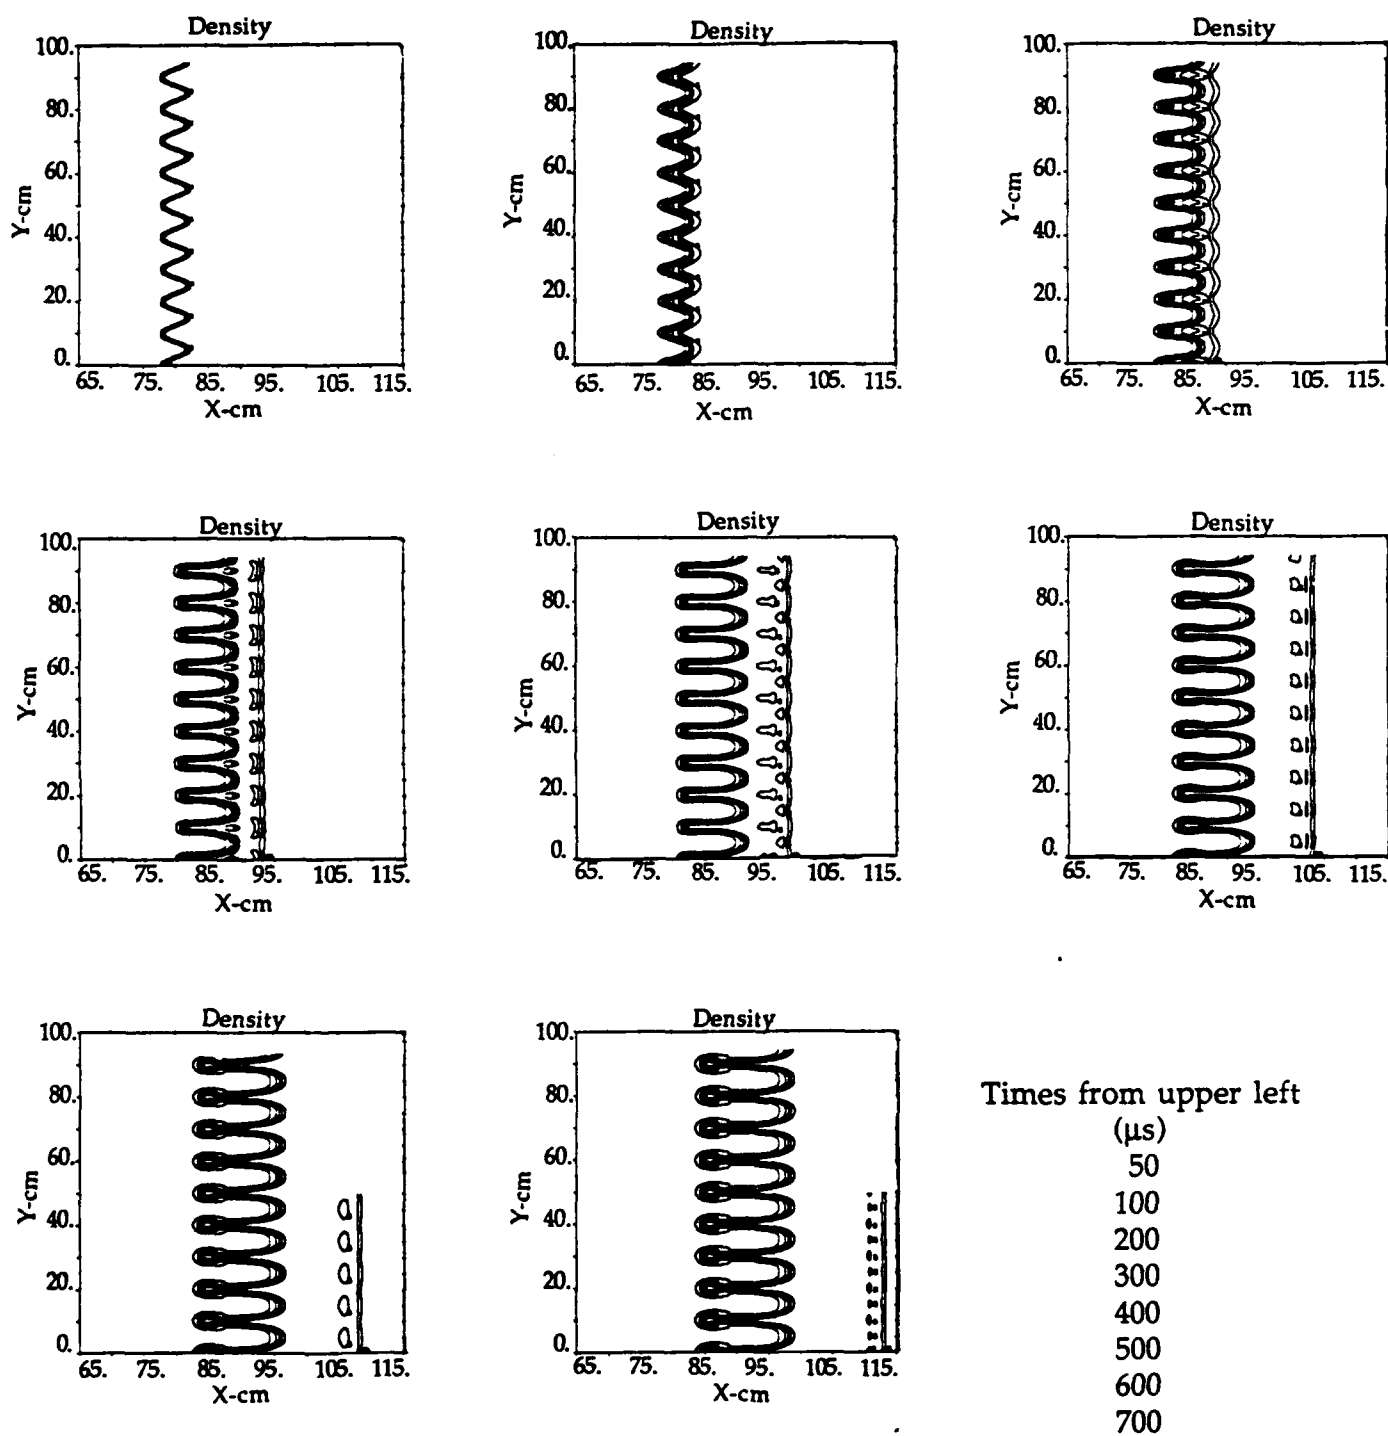 Density
100.
80.
60.
40.
20.
0.
Y-cm
65. 75. 85. 95. 105. 115.
X-cm
Density
100.
80.
60.
40.
20.
0.
Y-cm
65. 75. 85. 95. 105. 115.
X-cm
Density
100.
80.
60.
40.
20.
0.
Y-cm
65. 75. 85. 95. 105. 115.
X-cm
Density
100.
80.
60.
40.
20.
0.
Y-cm
65. 75. 85. 95. 105. 115.
X-cm
Density
100.
80.
60.
40.
20.
0.
Y-cm
65. 75. 85. 95. 105. 115.
X-cm
Density
100.
80.
60.
40.
20.
0.
Y-cm
65. 75. 85. 95. 105. 115.
X-cm
Density
100.
80.
60.
40.
20.
0.
Y-cm
65. 75. 85. 95. 105. 115.
X-cm
Density
100.
80.
60.
40.
20.
0.
Y-cm
65. 75. 85. 95. 105. 115.
X-cm
Times from upper left
(μs)
50
100
200
300
400
500
600
700